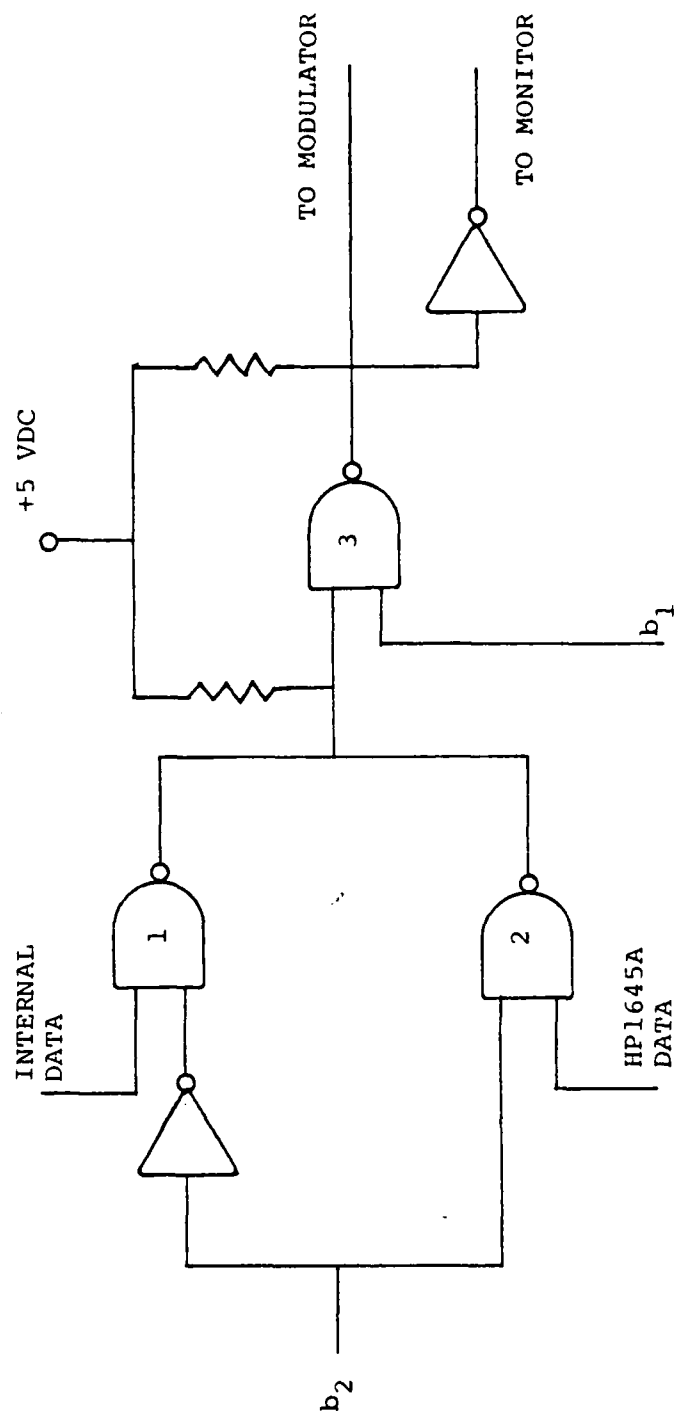 +5 VDC
TO MODULATOR
TO MONITOR
INTERNAL
DATA
1
2
3
HP1645A
DATA
b1
b2